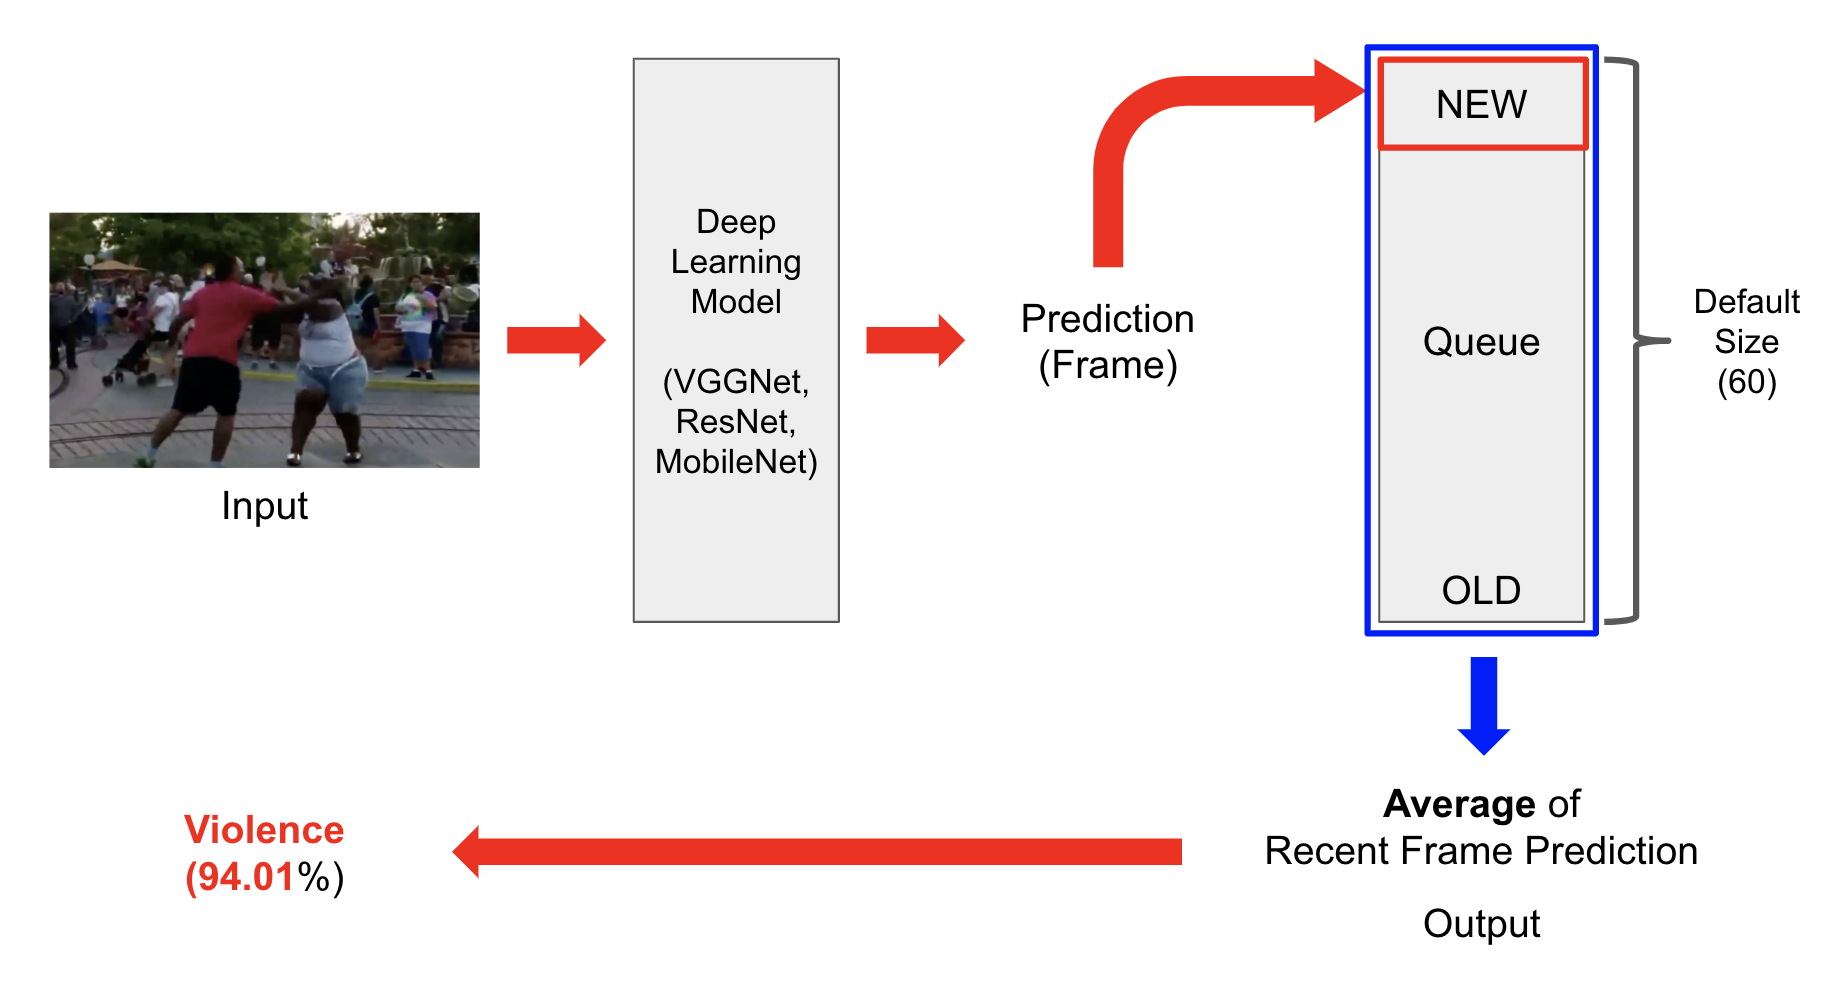 Input
Deep
Learning
Model
(VGGNet,
ResNet,
MobileNet)
Prediction
(Frame)
NEW
Queue
OLD
Default
Size
(60)
Average of
Recent Frame Prediction
Output
Violence
(94.01%)